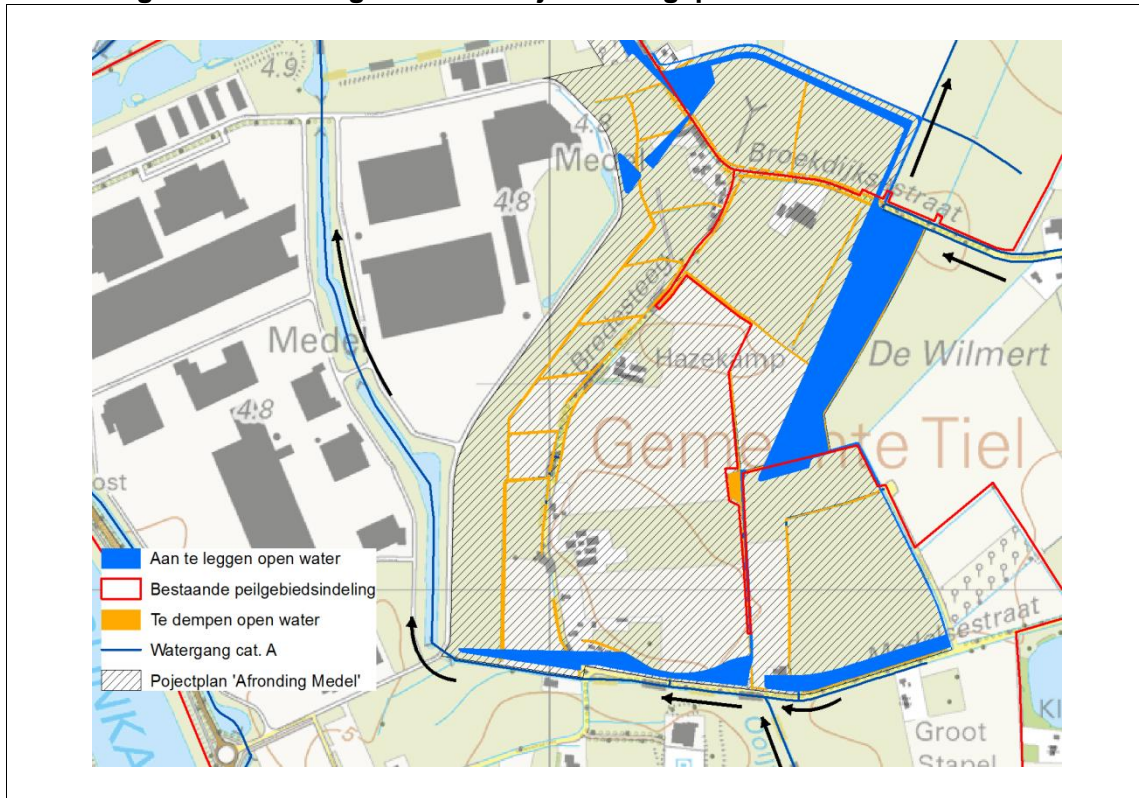 4.9
4.8
Medel
Broekdijksestraat
4.8
Bredesteeg
Medel
Hazekamp
De Wilmert
4.8
Gemeente Tiel
ost
Aan te leggen open water
Bestaande peilgebiedsindeling
Te dempen open water
Watergang cat. A
Pojectplan 'Afronding Medel'
5
Groot
Stapel